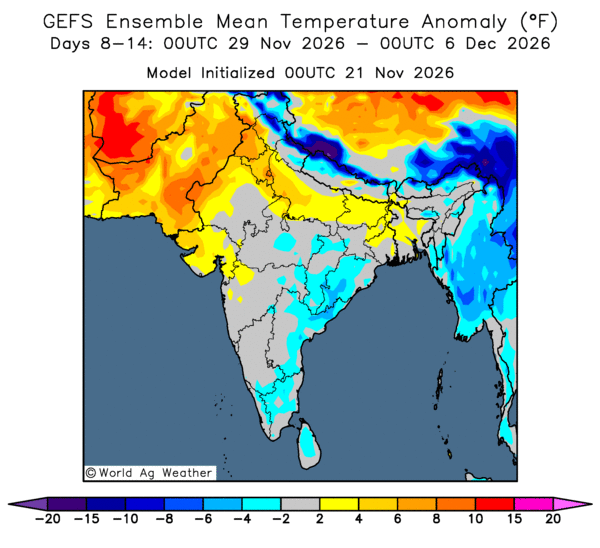 GEFS Ensemble Mean Temperature Anomaly (°F)
Days 8-14: 00UTC 29 Nov 2026 - 00UTC 6 Dec 2026
Model Initialized 00UTC 21 Nov 2026
© World Ag Weather
-20 -15 -10 -8 -6 -4 -2 2 4 6 8 10 15 20